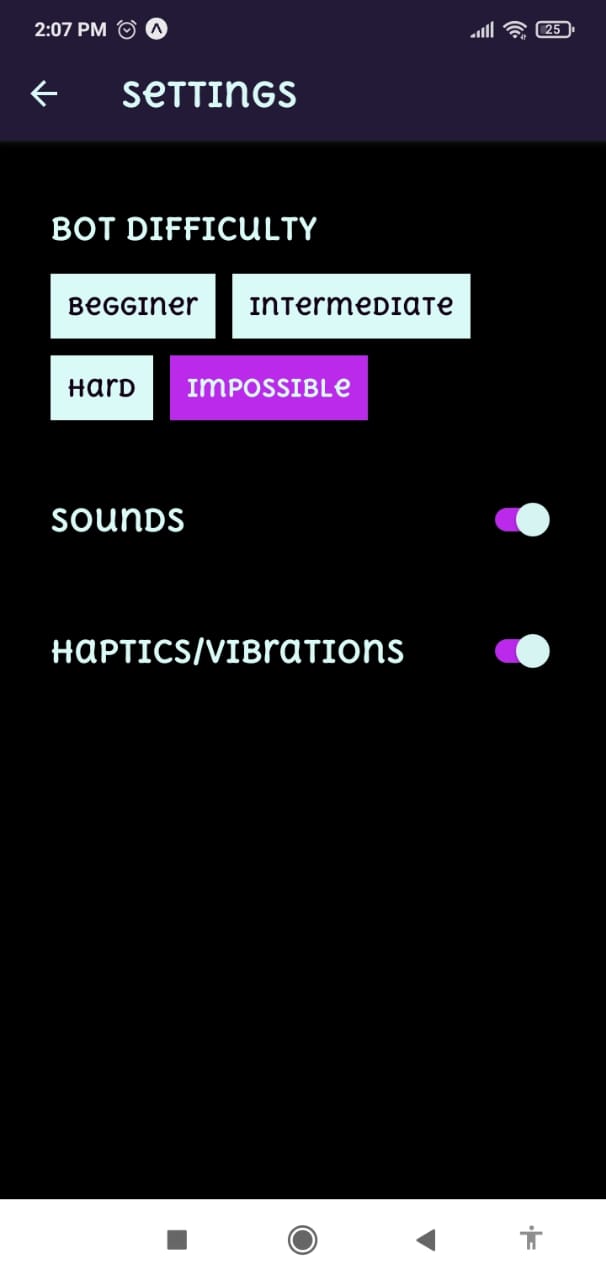 2:07 PM
25
Settings
BOT DIFFICULTY
Begginer Intermediate
Hard Impossible
Sounds
Haptics/Vibrations